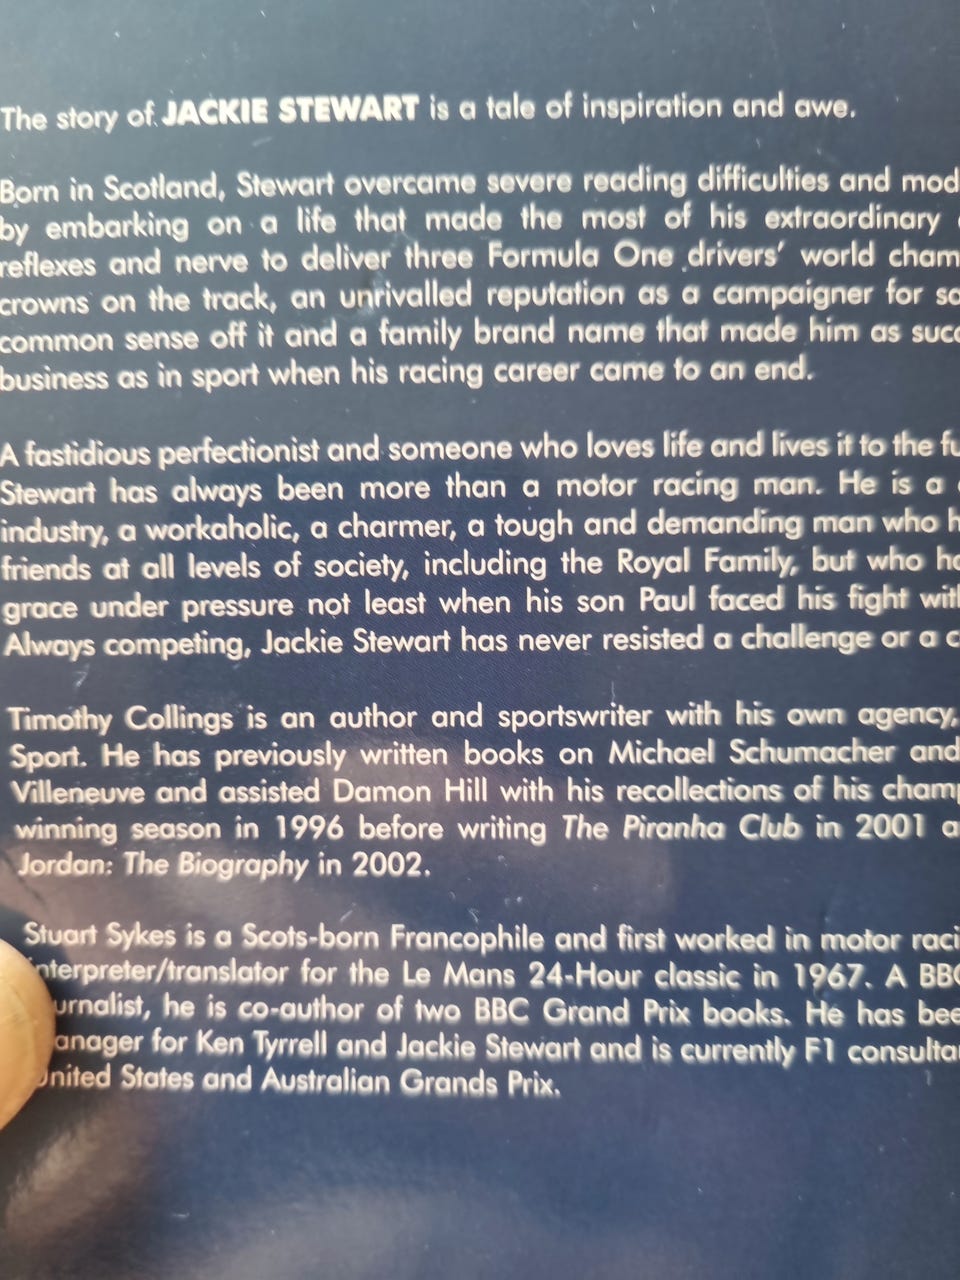 The story of JACKIE STEWART is a tale of inspiration and awe.
Born in Scotland, Stewart overcame severe reading difficulties and mod
by embarking on a life that made the most of his extraordinary
reflexes and nerve to deliver three Formula One drivers' world cham
crowns on the track, an unrivalled reputation as a campaigner for
common sense off it and a family brand name that made him as succ
business as in sport when his racing career came to an end.
A fastidious perfectionist and someone who loves life and lives it to the fu
Stewart has always been more than a motor racing man. He is a
industry, a workaholic, a charmer, a tough and demanding man who h
friends at all levels of society, including the Royal Family, but who ha
grace under pressure not least when his son Paul faced his fight wit
Always competing, Jackie Stewart has never resisted a challenge or a c
Timothy Collings is an author and sportswriter with his own agency,
Sport. He has previously written books on Michael Schumacher and
Villeneuve and assisted Damon Hill with his recollections of his champ
winning season in 1996 before writing The Piranha Club in 2001 a
Jordan: The Biography in 2002.
Stuart Sykes is a Scots-born Francophile and first worked in motor raci
nterpreter/translator for the Le Mans 24-Hour classic in 1967. A BBC
urnalist, he is co-author of two BBC Grand Prix books. He has bee
anager for Ken Tyrrell and Jackie Stewart and is currently F1 consulta
United States and Australian Grands Prix.